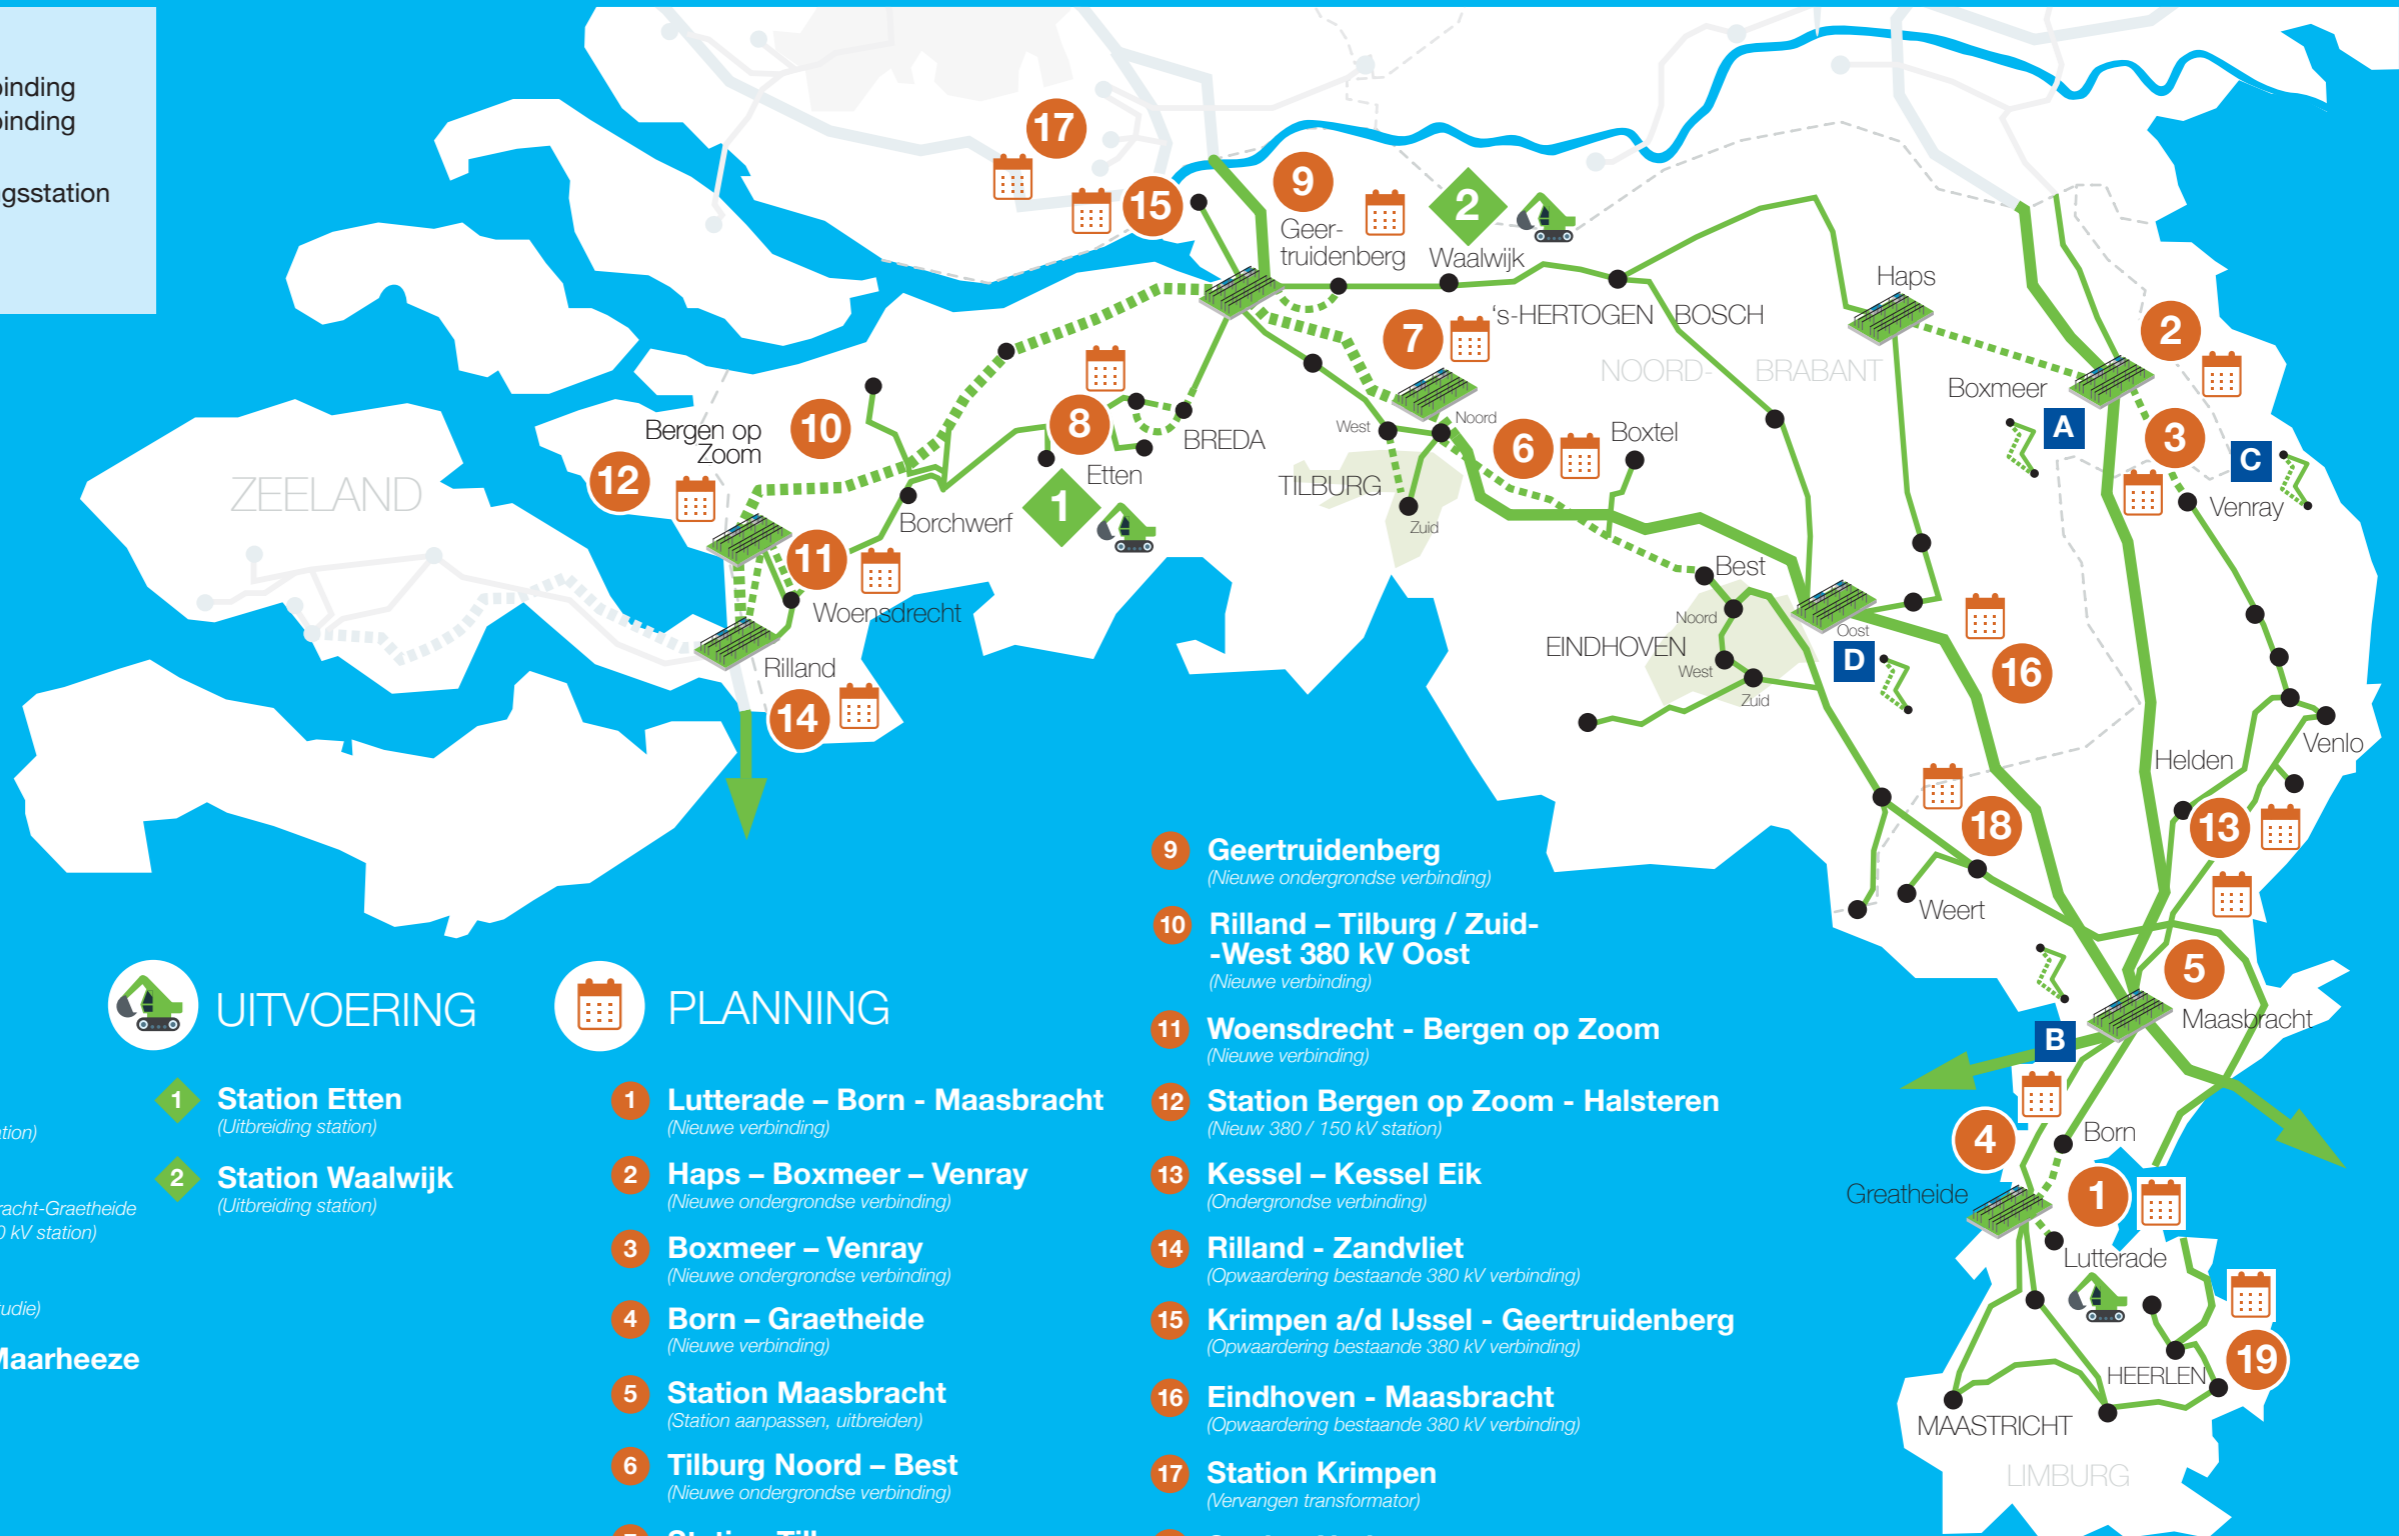 17
9
15
2
Geer-
truidenberg
Waalwijk
Haps
's-HERTOGEN BOSCH
7
2
NOORD- BRABANT
Boxmeer
A
3
C
Venray
Bergen op
Zoom
10
8
BREDA
West
Noord
6
Boxtel
12
ZEELAND
Etten
1
TILBURG
Zuid
Borchwerf
11
Woensdrecht
Best
Noord
EINDHOVEN
West
Zuid
Oost
D
16
Rilland
14
Helden
Venlo
18
13
Weert
5
Maasbracht
B
4
Born
Greatheide
1
Lutterade
19
HEERLEN
MAASTRICHT
LIMBURG
UITVOERING
1 Station Etten
(Uitbreiding station)
2 Station Waalwijk
(Uitbreiding station)
PLANNING
1 Lutterade – Born - Maasbracht
(Nieuwe verbinding)
2 Haps – Boxmeer – Venray
(Nieuwe ondergrondse verbinding)
3 Boxmeer – Venray
(Nieuwe ondergrondse verbinding)
4 Born – Graetheide
(Nieuwe verbinding)
5 Station Maasbracht
(Station aanpassen, uitbreiden)
6 Tilburg Noord – Best
(Nieuwe ondergrondse verbinding)
9 Geertruidenberg
(Nieuwe ondergrondse verbinding)
10 Rilland – Tilburg / Zuid-
-West 380 kV Oost
(Nieuwe verbinding)
11 Woensdrecht - Bergen op Zoom
(Nieuwe verbinding)
12 Station Bergen op Zoom - Halsteren
(Nieuw 380 / 150 kV station)
13 Kessel – Kessel Eik
(Ondergrondse verbinding)
14 Rilland - Zandvliet
(Opwaardering bestaande 380 kV verbinding)
15 Krimpen a/d IJssel - Geertruidenberg
(Opwaardering bestaande 380 kV verbinding)
16 Eindhoven - Maasbracht
(Opwaardering bestaande 380 kV verbinding)
17 Station Krimpen
(Vervangen transformator)
binding
binding
gsstation
ation)
racht-Graetheide
0 kV station)
udie)
Maarheeze